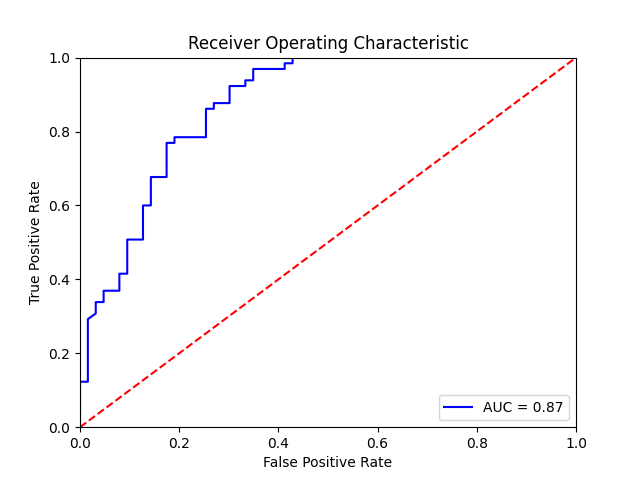 Receiver Operating Characteristic
1.0
0.8
0.6
0.4
0.2
0.0
True Positive Rate
AUC = 0.87
0.0 0.2 0.4 0.6 0.8 1.0
False Positive Rate